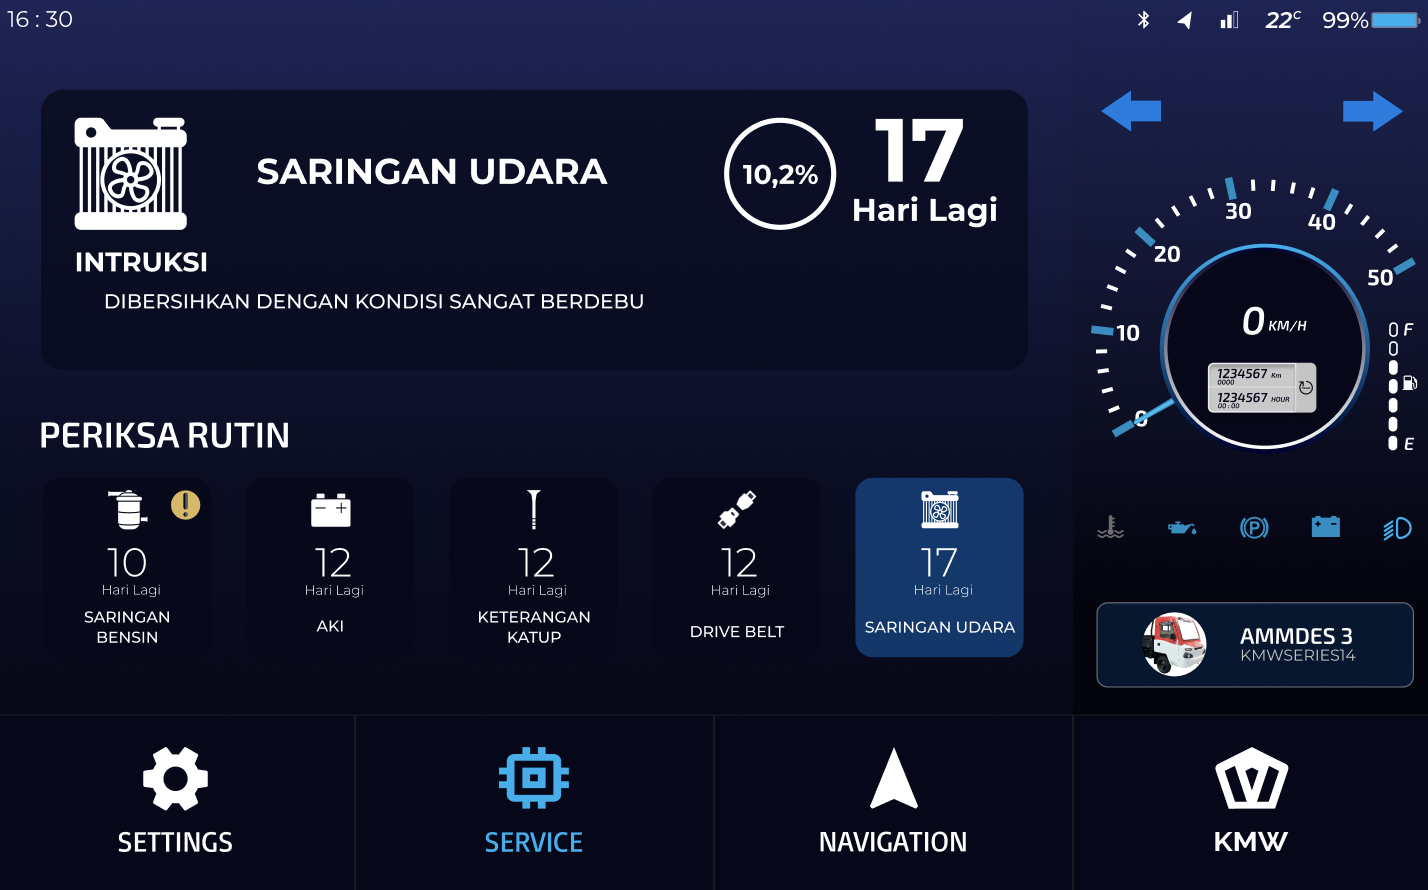 16 : 30
22c
99%
SARINGAN UDARA
10,2%
17
Hari Lagi
INTRUKSI
DIBERSIHKAN DENGAN KONDISI SANGAT BERDEBU
PERIKSA RUTIN
10
Hari Lagi
SARINGAN
BENSIN
12
Hari Lagi
AKI
12
Hari Lagi
KETERANGAN
KATUP
12
Hari Lagi
DRIVE BELT
17
Hari Lagi
SARINGAN UDARA
0
10
20
30
40
50
0 KM/H
1234567 Km
0000
1234567 HOUR
00 : 00
F
E
P
AMMDES 3
KMWSERIES14
SETTINGS
SERVICE
NAVIGATION
KMW